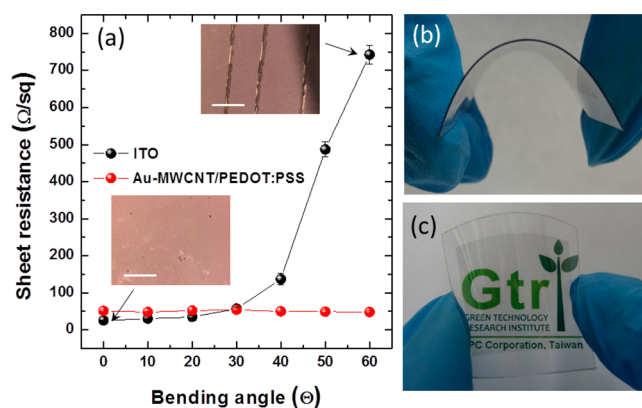 (a)
800
700
600
500
400
300
200
100
0
Sheet resistance (Ω/sq)
ITO
Au-MWCNT/PEDOT:PSS
0 10 20 30 40 50 60
Bending angle (Θ)
(b)
(c)
Gtri
GREEN TECHNOLOGY
RESEARCH INSTITUTE
PC Corporation, Taiwan